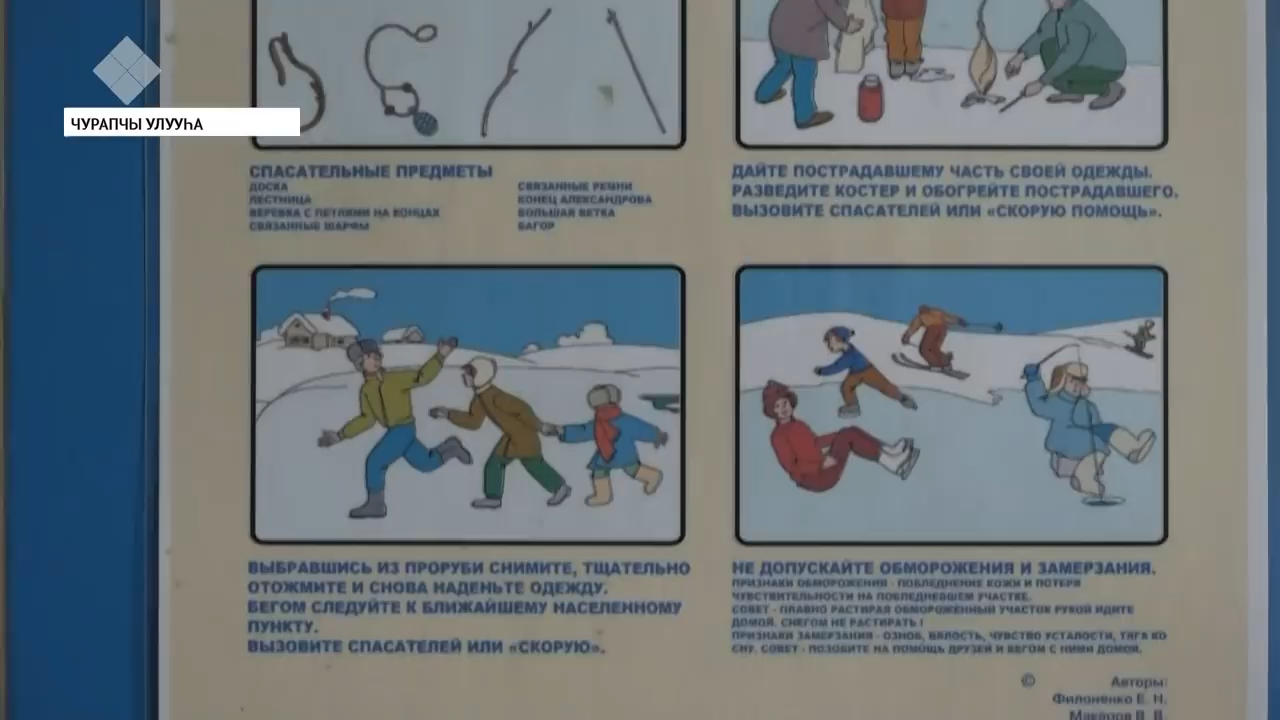 ЧУРАПЧЫ УЛУУҺА
СПАСАТЕЛЬНЫЕ ПРЕДМЕТЫ
ДОСКА
ЛЕСТНИЦА
ВЕРЕВКА С ПЕТЛЯМИ НА КОНЦАХ
СВЯЗАННЫЕ ШАРФЫ
СВЯЗАННЫЕ РЕМНИ
КОНЕЦ АЛЕКСАНДРОВА
БОЛЬШАЯ ВЕТКА
БАГОР
ДАЙТЕ ПОСТРАДАВШЕМУ ЧАСТЬ СВОЕЙ ОДЕЖДЫ.
РАЗВЕДИТЕ КОСТЕР И ОБОГРЕЙТЕ ПОСТРАДАВШЕГО.
ВЫЗОВИТЕ СПАСАТЕЛЕЙ ИЛИ «СКОРУЮ ПОМОЩЬ».
ВЫБРАВШИСЬ ИЗ ПРОРУБИ СНИМИТЕ, ТЩАТЕЛЬНО
ОТОЖМИТЕ И СНОВА НАДЕНЬТЕ ОДЕЖДУ.
БЕГОМ СЛЕДУЙТЕ К БЛИЖАЙШЕМУ НАСЕЛЕННОМУ
ПУНКТУ.
ВЫЗОВИТЕ СПАСАТЕЛЕЙ ИЛИ «СКОРУЮ».
НЕ ДОПУСКАЙТЕ ОБМОРОЖЕНИЯ И ЗАМЕРЗАНИЯ.
ПРИЗНАКИ ОБМОРОЖЕНИЯ - ПОБЛЕДНЕНИЕ КОЖИ И ПОТЕРЯ
ЧУВСТВИТЕЛЬНОСТИ НА ПОБЛЕДНЕВШЕМ УЧАСТКЕ.
СОВЕТ - ПЛАВНО РАСТИРАЯ ОБМОРОЖЕННЫЙ УЧАСТОК РУКОЙ ИДИТЕ
ДОМОЙ. СНЕГОМ НЕ РАСТИРАТЬ !
ПРИЗНАКИ ЗАМЕРЗАНИЯ - ОЗНОБ, ВЯЛОСТЬ, ЧУВСТВО УСТАЛОСТИ, ТЯГА КО
СНУ. СОВЕТ - ПОЗОВИТЕ НА ПОМОЩЬ ДРУЗЕЙ И БЕГОМ С НИМИ ДОМОЙ.
© Авторы:
Филоненко Е. Н.
Макаров В. В.